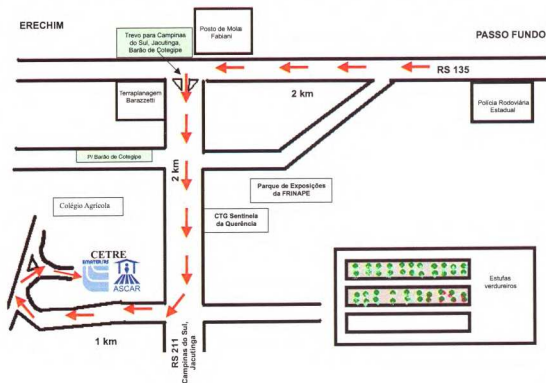 ERECHIM
Trevo para Campinas
do Sul, Jacutinga,
Barão de Cotegipe
Posto de Molas
Fabiani
PASSO FUNDO
RS 135
Terraplanagem
Barazzetti
2 km
Polícia Rodoviária
Estadual
P/ Barão de Cotegipe
2 km
Parque de Exposições
da FRINAPE
Colégio Agrícola
CTG Sentinela
da Querência
CETRE
EMATER/RS
ASCAR
Estufas
verdureiros
1 km
RS 211
Campinas do Sul,
Jacutinga